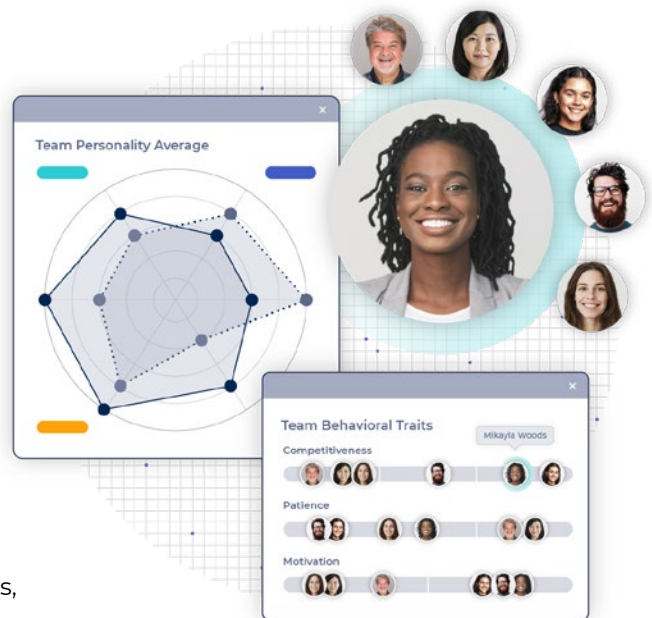 Team Personality Average
Team Behavioral Traits
Mikayla Woods
Competitiveness
Patience
Motivation
s,